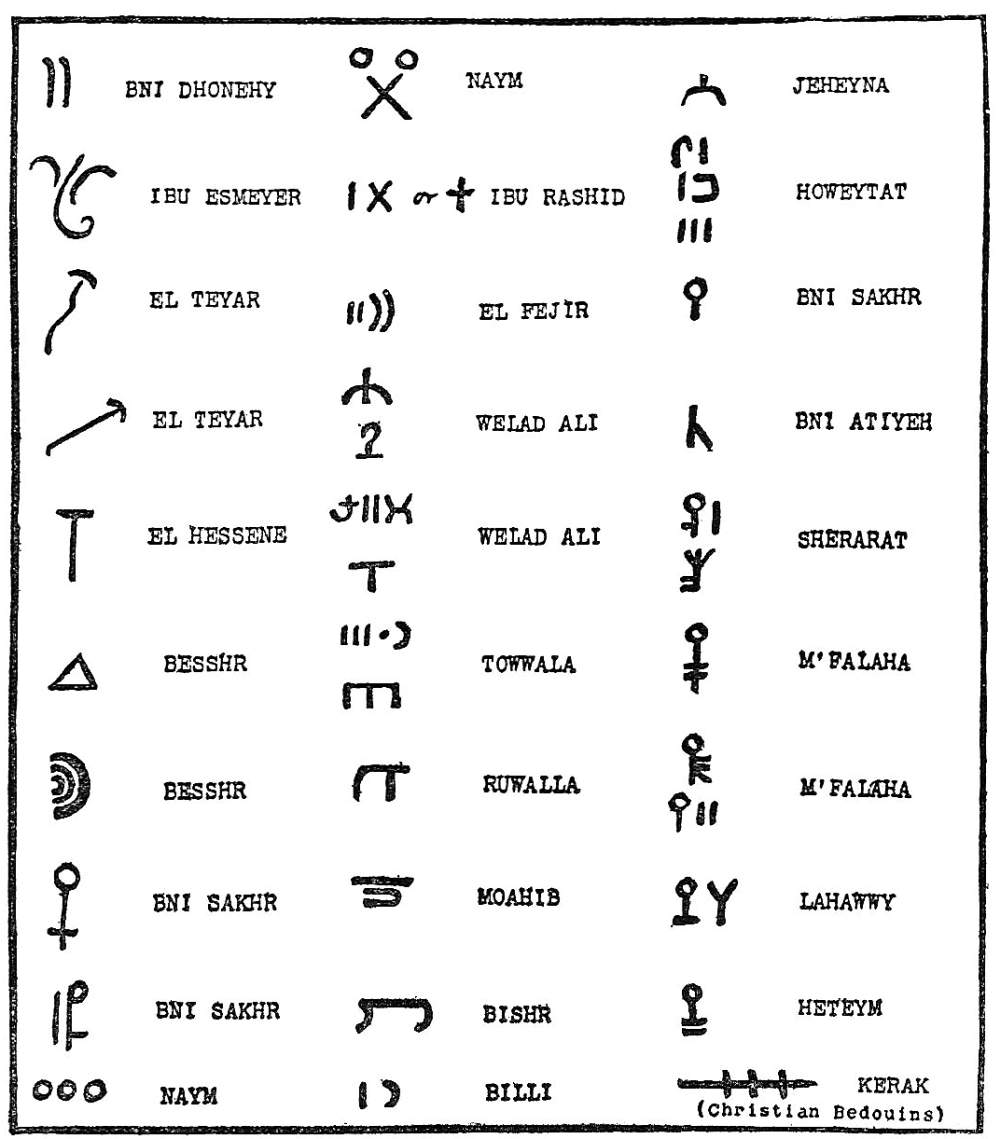 BNI DHONEHY
IBU ESMEYER
EL TEYAR
EL TEYAR
EL HESSENE
BESSHR
BESSHR
BNI SAKHR
BNI SAKHR
NAYM
NAYM
or IBU RASHID
EL FEJIR
WELAD ALI
WELAD ALI
TOWWALA
RUWALLA
MOAHIB
BISHR
BILLI
JEHEYNA
HOWEYTAT
BNI SAKHR
BNI ATIYEH
SHERARAT
M'FALAHA
M'FALAHA
LAHAWWY
HETEYM
KERAK
(Christian Bedouins)